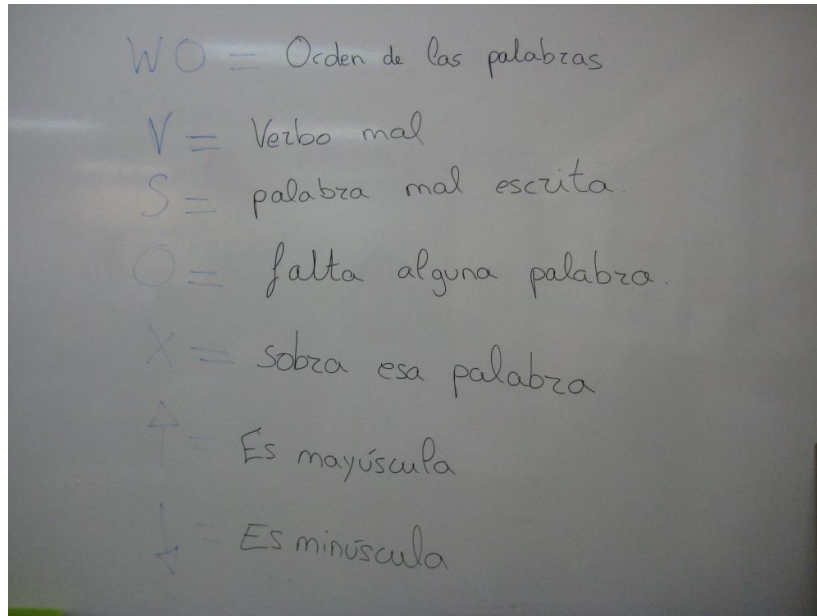 WO = Orden de las palabras
V = Verbo mal
S = palabra mal escrita.
O = falta alguna palabra.
X = sobra esa palabra
↑ = Es mayúscula
↓ = Es minúscula